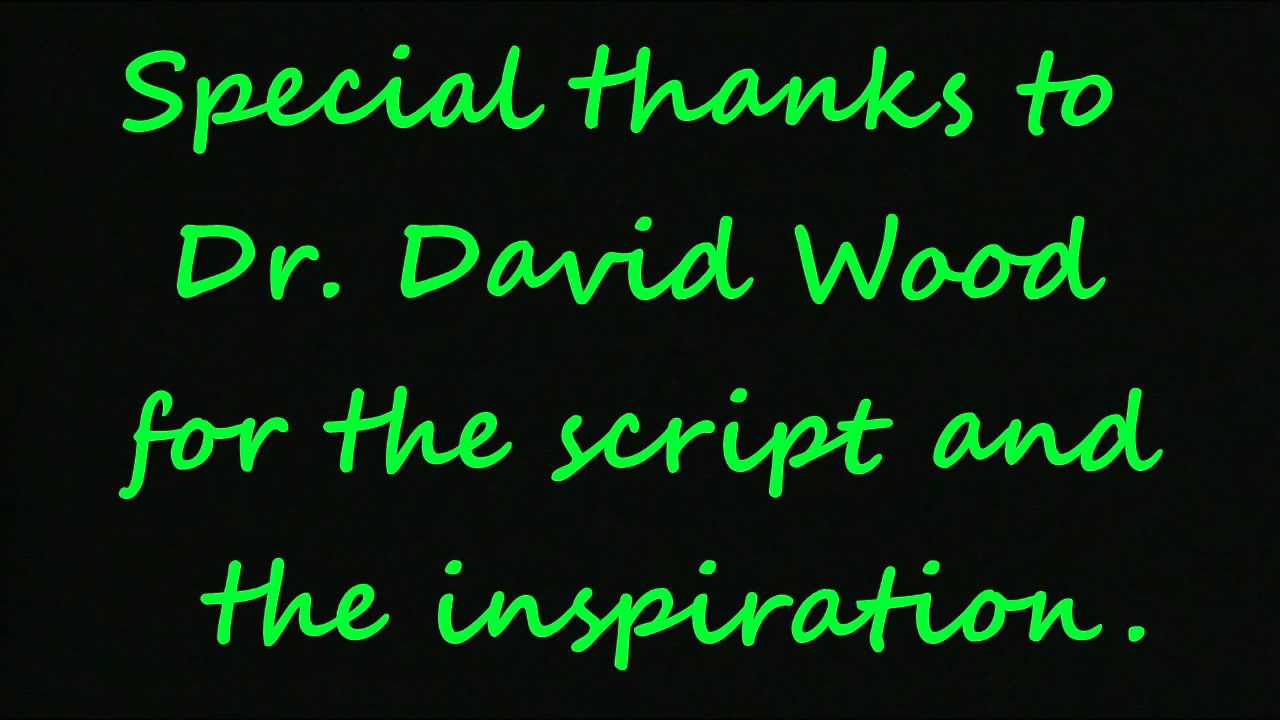 Special thanks to
Dr. David Wood
for the script and
the inspiration.